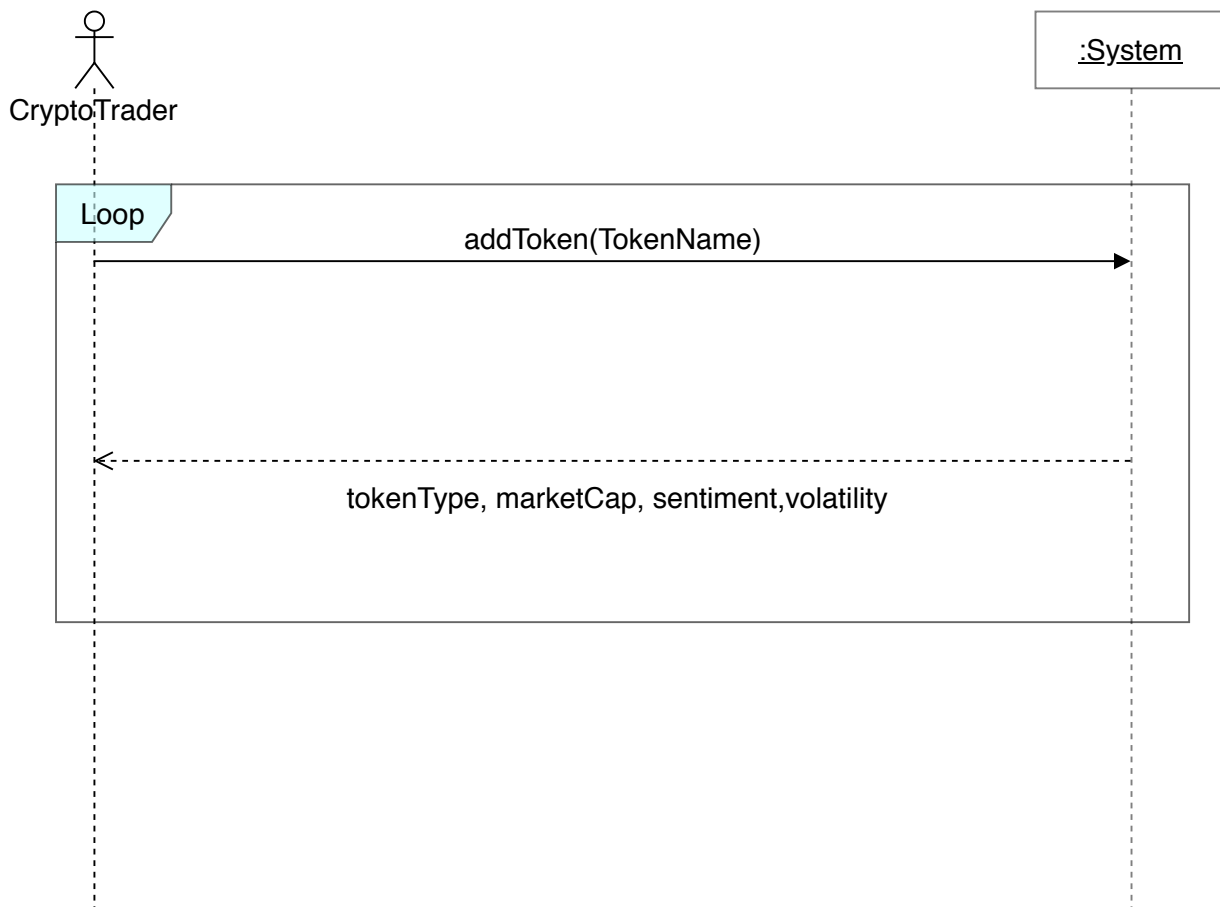 :System
CryptoTrader
Loop
addToken(TokenName)
tokenType, marketCap, sentiment,volatility